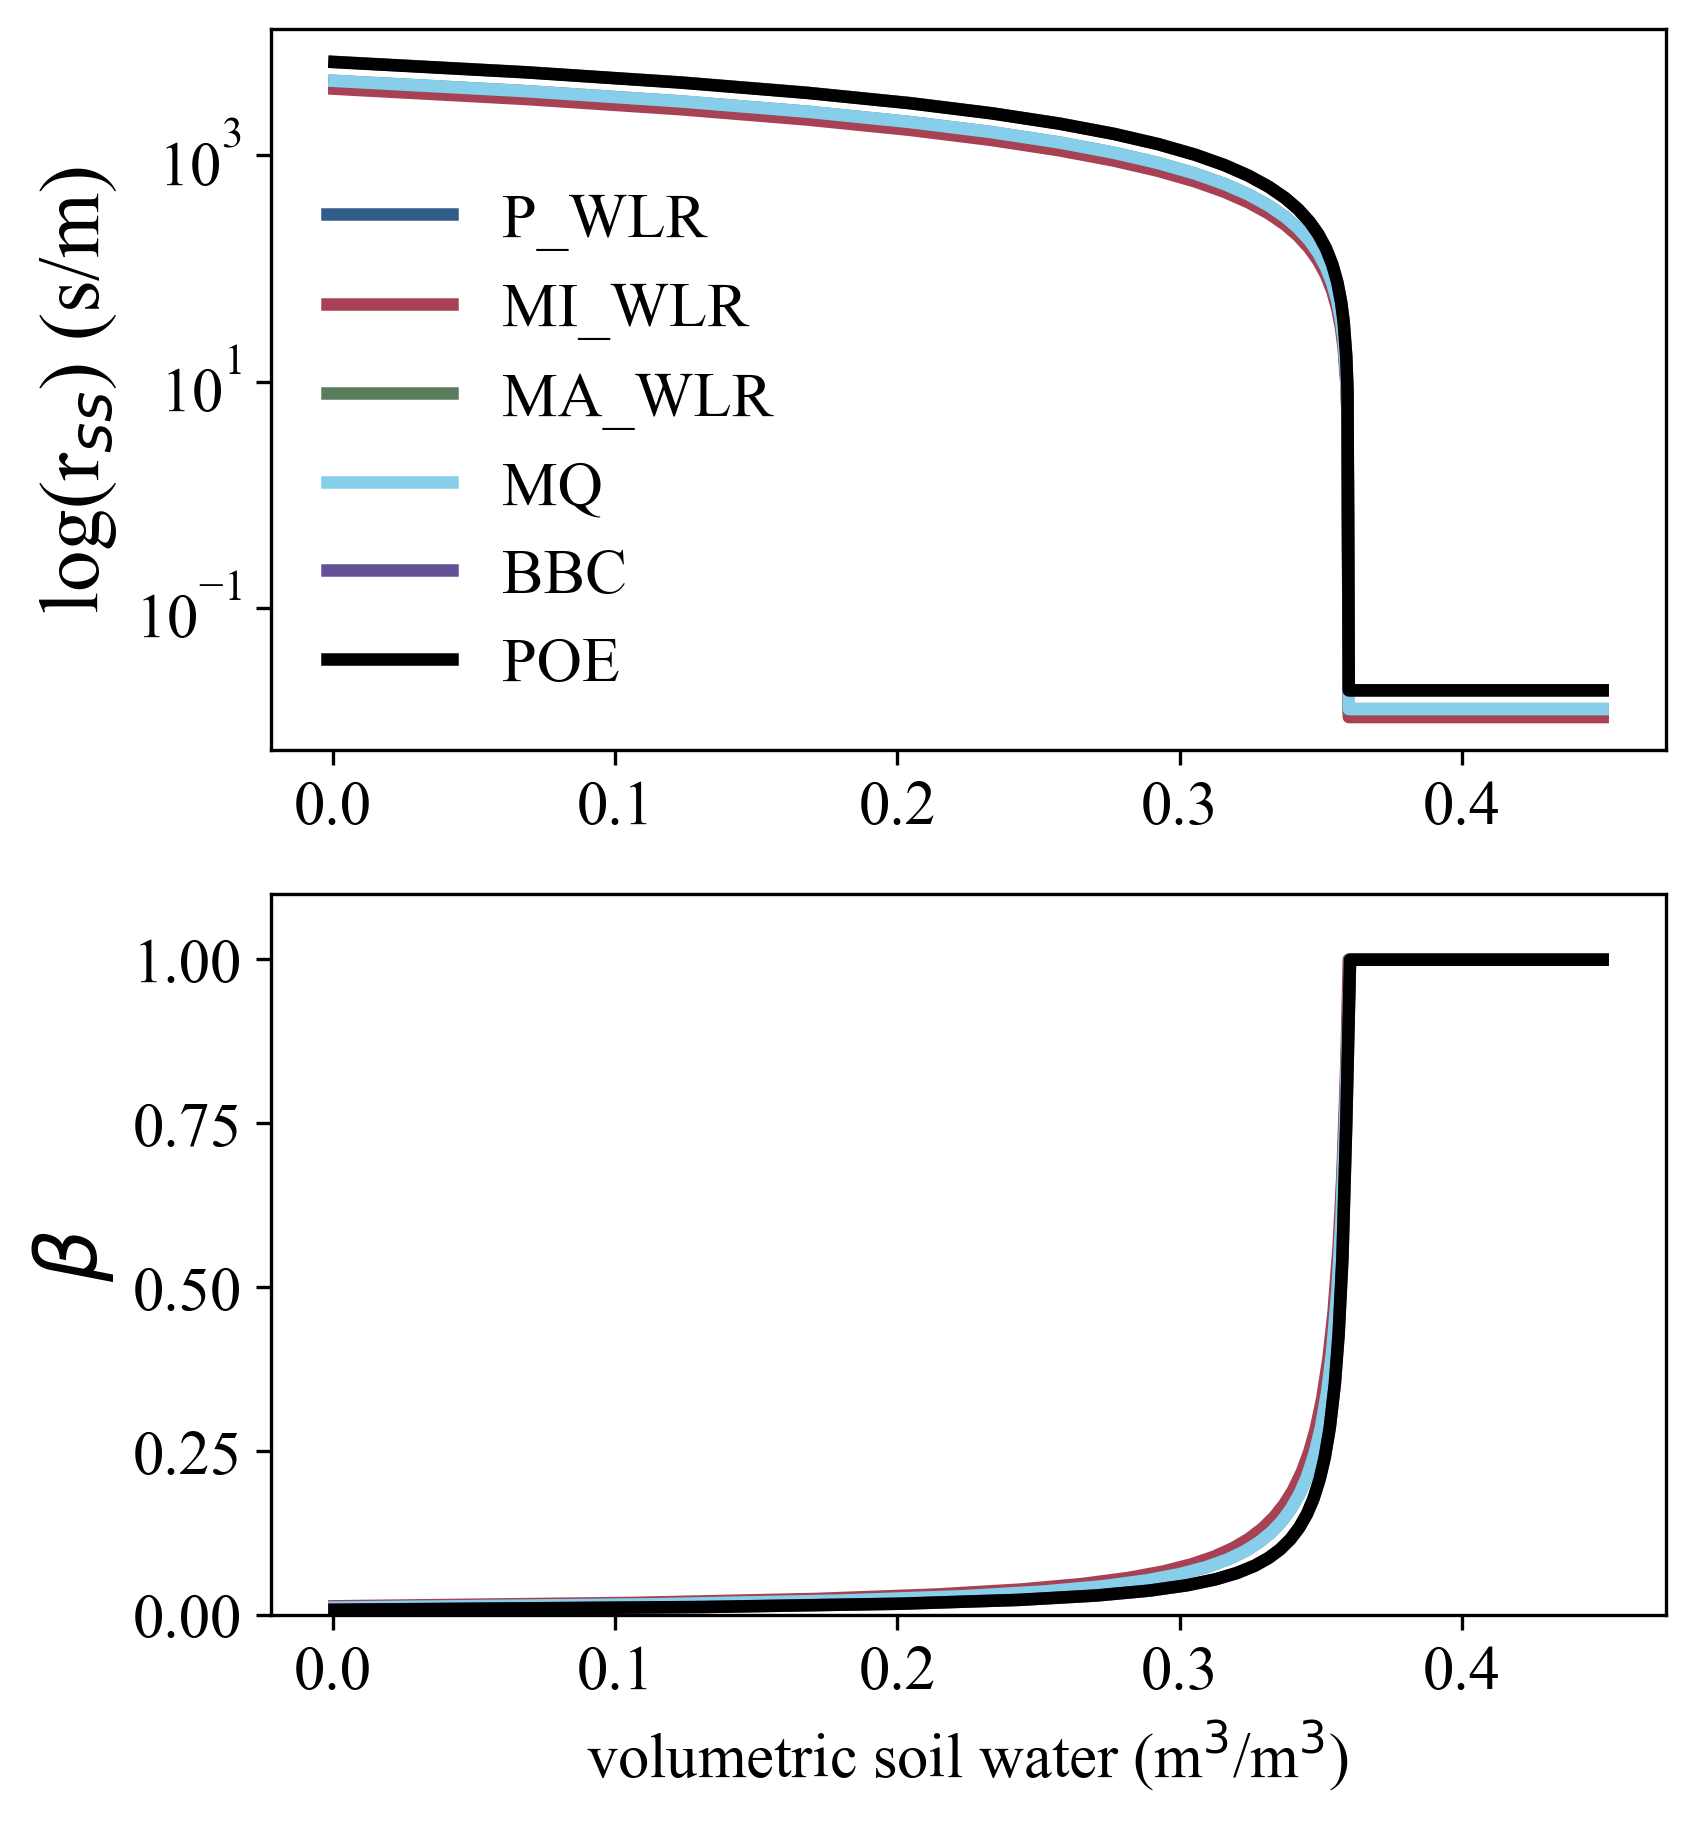 log(r_SS) (s/m)
10^3
10^1
10^−1
P_WLR
MI_WLR
MA_WLR
MQ
BBC
POE
0.0 0.1 0.2 0.3 0.4
β
1.00
0.75
0.50
0.25
0.00
0.0 0.1 0.2 0.3 0.4
volumetric soil water (m^3/m^3)